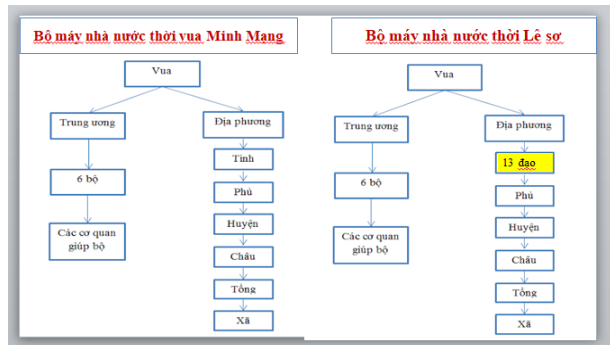 Bộ máy nhà nước thời vua Minh Mạng
Vua
Trung ương
Địa phương
6 bộ
Tỉnh
Phủ
Các cơ quan
giúp bộ
Huyện
Châu
Tổng
Xã
Bộ máy nhà nước thời Lê sơ
Vua
Trung ương
Địa phương
6 bộ
13 đạo
Phủ
Các cơ quan
giúp bộ
Huyện
Châu
Tổng
Xã